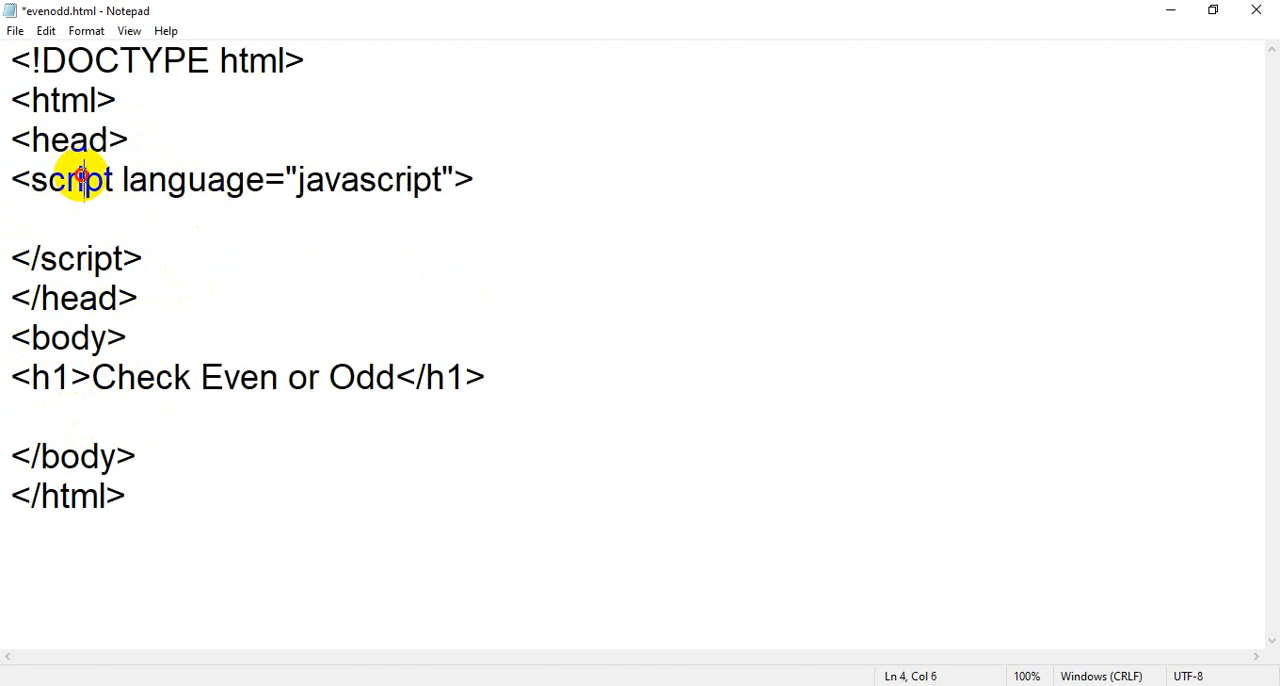 *evenodd.html - Notepad
File Edit Format View Help
<!DOCTYPE html>
<html>
<head>
<script language="javascript">
</script>
</head>
<body>
<h1>Check Even or Odd</h1>
</body>
</html>
Ln 4, Col 6 100% Windows (CRLF) UTF-8